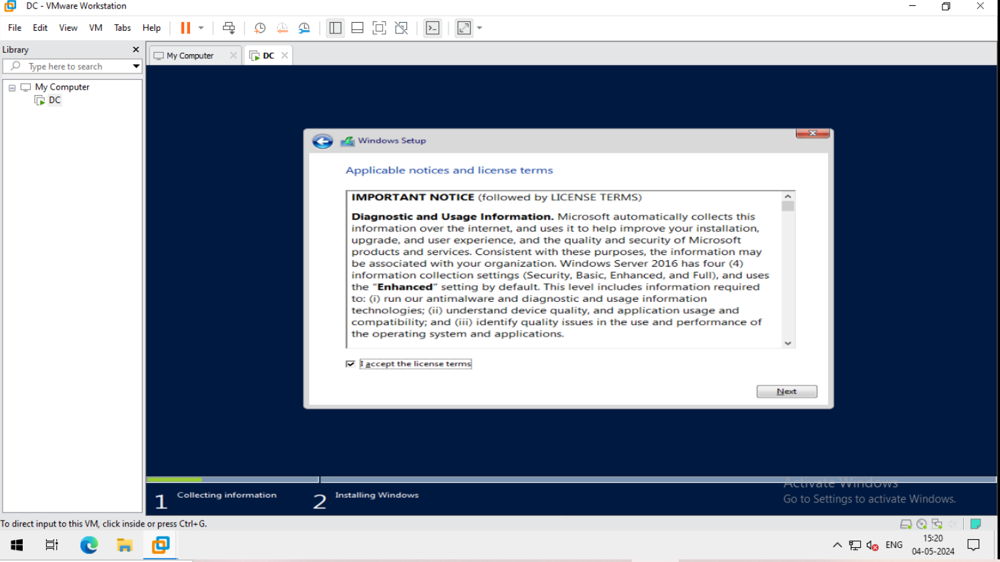 DC - VMware Workstation
File Edit View VM Tabs Help
Library
Type here to search
My Computer
DC
My Computer
DC
Windows Setup
Applicable notices and license terms
IMPORTANT NOTICE (followed by LICENSE TERMS)
Diagnostic and Usage Information. Microsoft automatically collects this
information over the internet, and uses it to help improve your installation,
upgrade, and user experience, and the quality and security of Microsoft
products and services. Consistent with these purposes, the information may
be associated with your organization. Windows Server 2016 has four (4)
information collection settings (Security, Basic, Enhanced, and Full), and uses
the “Enhanced” setting by default. This level includes information required
to: (i) run our antimalware and diagnostic and usage information
technologies; (ii) understand device quality, and application usage and
compatibility; and (iii) identify quality issues in the use and performance of
the operating system and applications.
I accept the license terms
Next
1 Collecting information
2 Installing Windows
Activate Windows
Go to Settings to activate Windows.
To direct input to this VM, click inside or press Ctrl+G.
ENG
15:20
04-05-2024